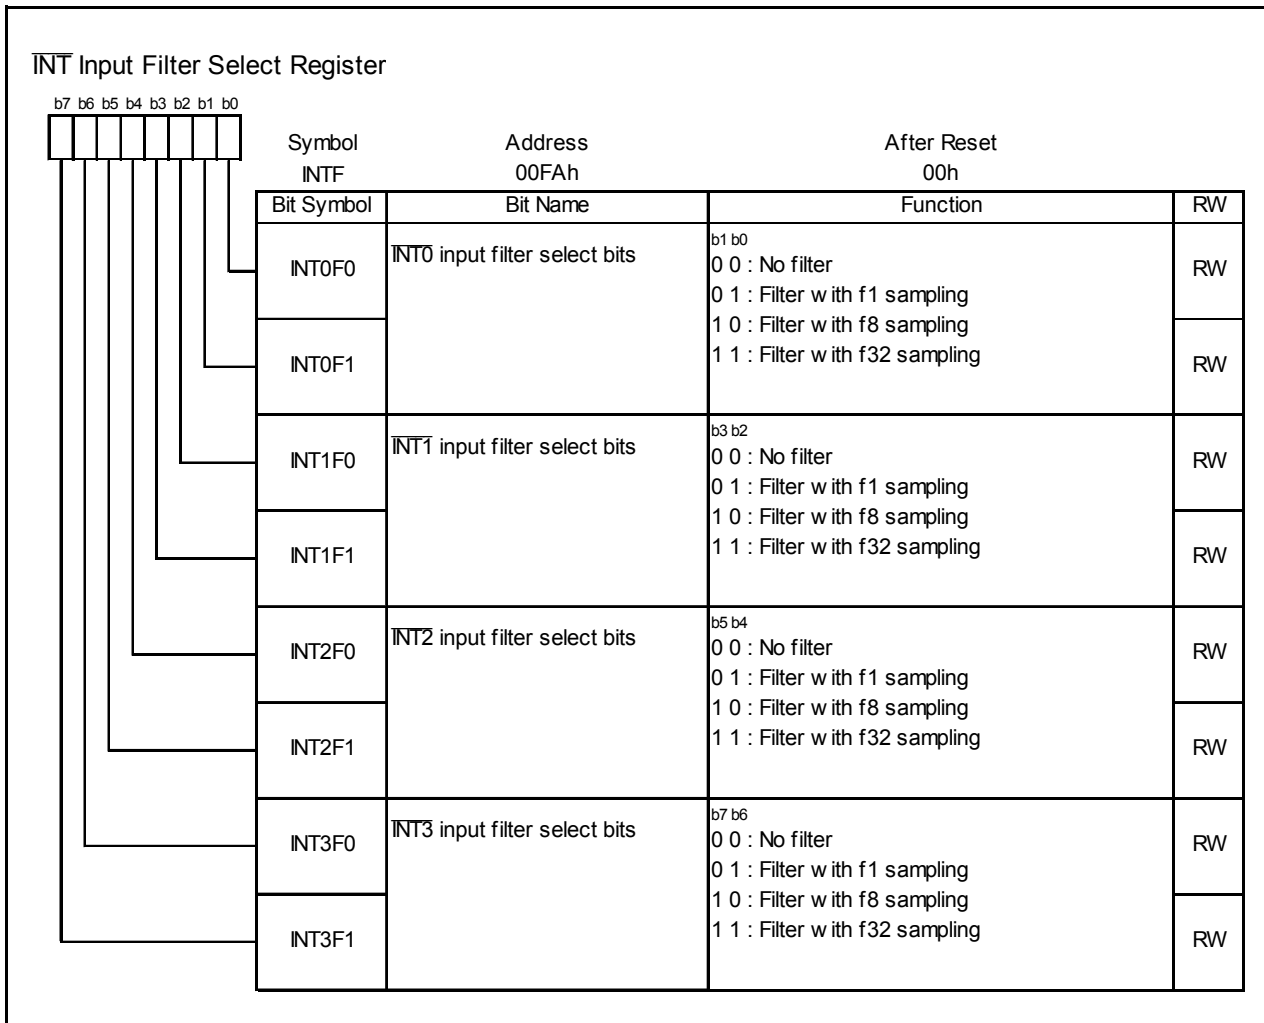 INT Input Filter Select Register
b7 b6 b5 b4 b3 b2 b1 b0
Symbol Address After Reset
INTF 00FAh 00h
Bit Symbol Bit Name Function RW
INT0F0 INT0 input filter select bits b1 b0
0 0 : No filter RW
0 1 : Filter with f1 sampling
1 0 : Filter with f8 sampling
INT0F1 1 1 : Filter with f32 sampling RW
INT1F0 INT1 input filter select bits b3 b2
0 0 : No filter RW
0 1 : Filter with f1 sampling
1 0 : Filter with f8 sampling
INT1F1 1 1 : Filter with f32 sampling RW
INT2F0 INT2 input filter select bits b5 b4
0 0 : No filter RW
0 1 : Filter with f1 sampling
1 0 : Filter with f8 sampling
INT2F1 1 1 : Filter with f32 sampling RW
INT3F0 INT3 input filter select bits b7 b6
0 0 : No filter RW
0 1 : Filter with f1 sampling
1 0 : Filter with f8 sampling
INT3F1 1 1 : Filter with f32 sampling RW